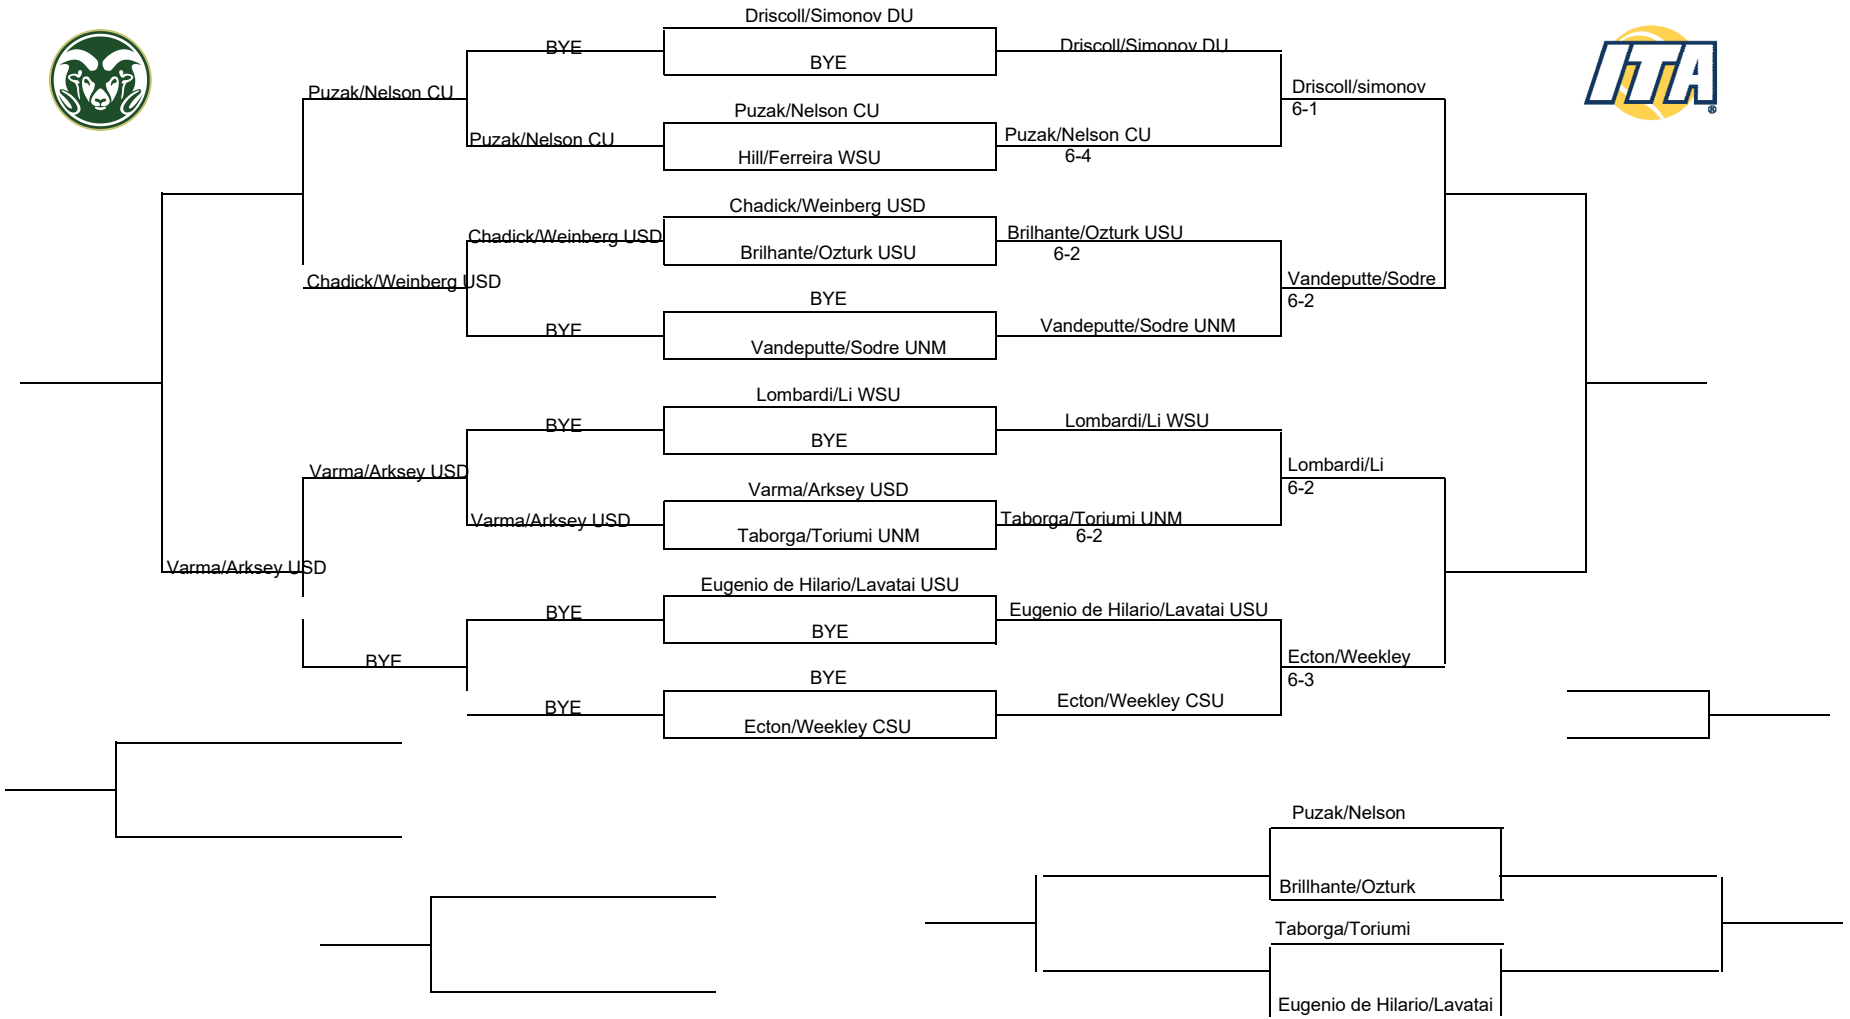 Driscoll/Simonov DU
BYE
Driscoll/Simonov DU
BYE
Puzak/Nelson CU
Driscoll/simonov
6-1
ITA
®
Puzak/Nelson CU
Puzak/Nelson CU
Puzak/Nelson CU
6-4
Hill/Ferreira WSU
Chadick/Weinberg USD
Chadick/Weinberg USD
Brilhante/Ozturk USU
6-2
Brilhante/Ozturk USU
Chadick/Weinberg USD
Vandeputte/Sodre
6-2
BYE
BYE
Vandeputte/Sodre UNM
Vandeputte/Sodre UNM
Lombardi/Li WSU
BYE
Lombardi/Li WSU
BYE
Varma/Arksey USD
Lombardi/Li
6-2
Varma/Arksey USD
Varma/Arksey USD
Taborga/Toriumi UNM
6-2
Taborga/Toriumi UNM
Varma/Arksey USD
Eugenio de Hilario/Lavatai USU
BYE
Eugenio de Hilario/Lavatai USU
BYE
BYE
Ecton/Weekley
6-3
BYE
BYE
Ecton/Weekley CSU
Ecton/Weekley CSU
Puzak/Nelson
Brillhante/Ozturk
Taborga/Toriumi
Eugenio de Hilario/Lavatai